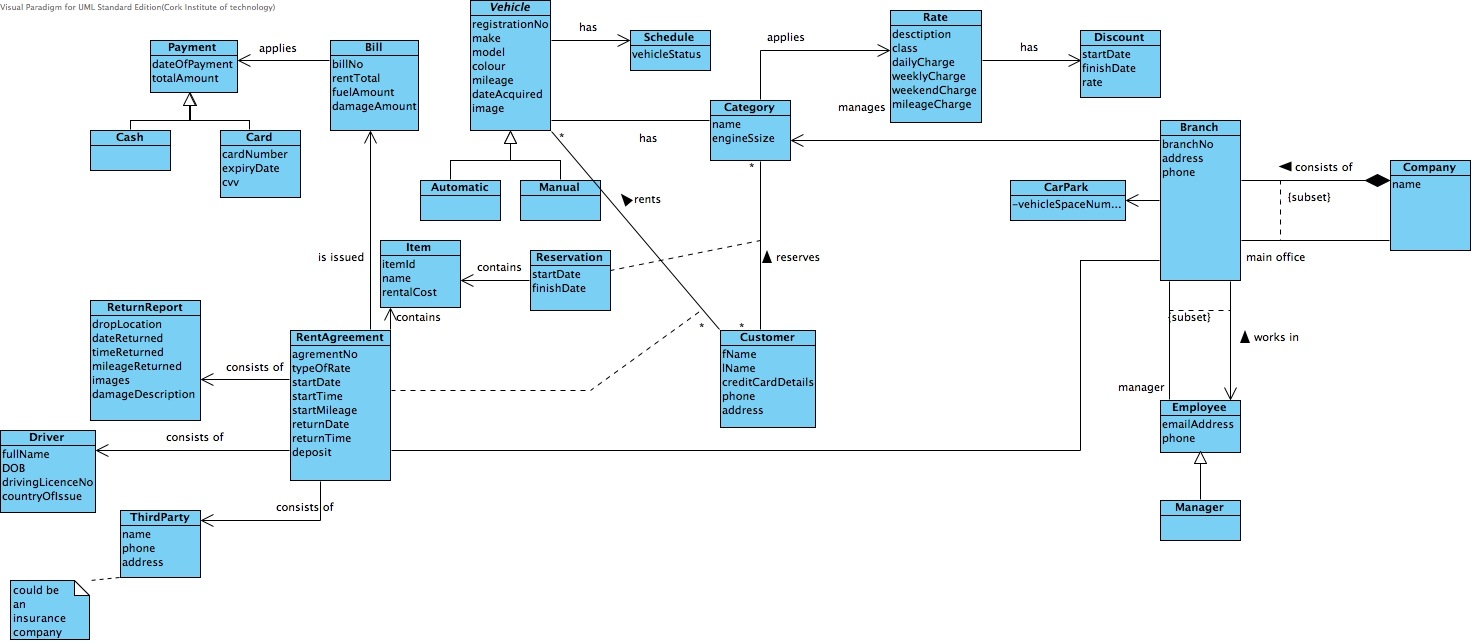 Visual Paradigm for UML Standard Edition(Cork Institute of technology)
Vehicle
registrationNo
make
model
colour
mileage
dateAcquired
image
has
Schedule
vehicleStatus
Payment
dateOfPayment
totalAmount
applies
Bill
billNo
rentTotal
fuelAmount
damageAmount
Cash
Card
cardNumber
expiryDate
cvv
applies
Rate
desctiption
class
dailyCharge
weeklyCharge
weekendCharge
mileageCharge
has
Discount
startDate
finishDate
rate
Category
name
engineSsize
manages
has
*
*
Automatic
Manual
rents
Branch
branchNo
address
phone
consists of
{subset}
Company
name
main office
CarPark
-vehicleSpaceNum...
is issued
Item
itemId
name
rentalCost
contains
Reservation
startDate
finishDate
reserves
contains
ReturnReport
dropLocation
dateReturned
timeReturned
mileageReturned
images
damageDescription
consists of
RentAgreement
agrementNo
typeOfRate
startDate
startTime
startMileage
returnDate
returnTime
deposit
*
*
Customer
fName
lName
creditCardDetails
phone
address
{subset}
works in
manager
Employee
emailAddress
phone
Manager
Driver
fullName
DOB
drivingLicenceNo
countryOfIssue
consists of
consists of
ThirdParty
name
phone
address
could be
an
insurance
company